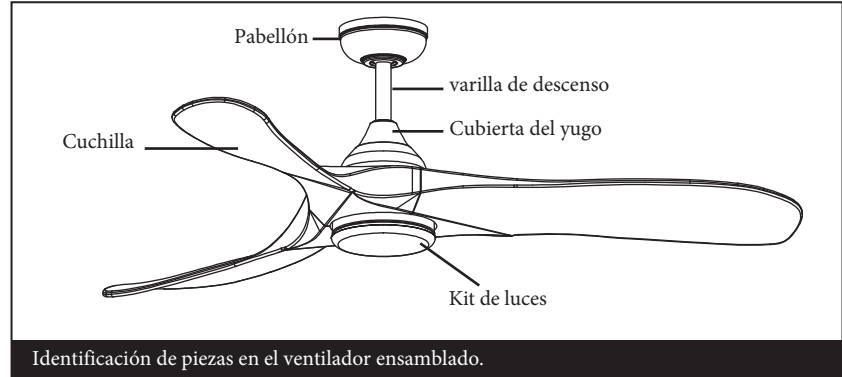 Pabellón
varilla de descenso
Cubierta del yugo
Cuchilla
Kit de luces
Identificación de piezas en el ventilador ensamblado.